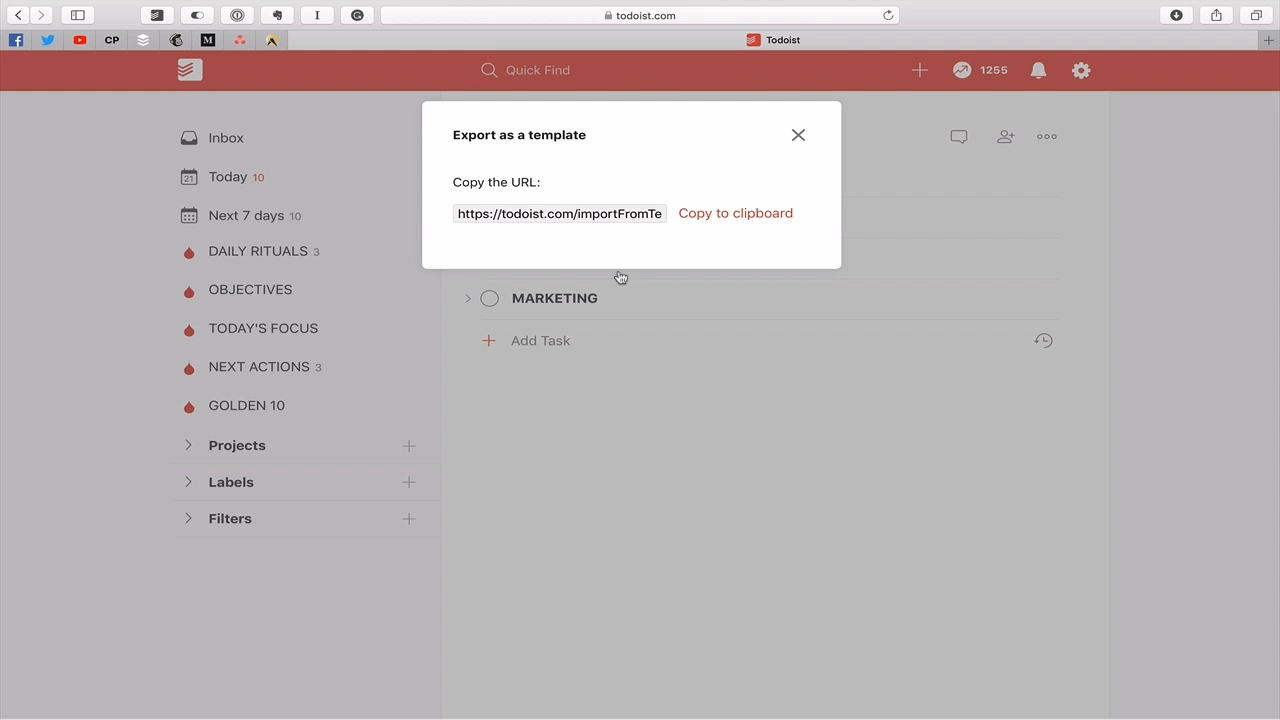 todoist.com
CP
M
Todoist
Quick Find
1255
Export as a template
Copy the URL:
https://todoist.com/importFromTe
Copy to clipboard
Inbox
21
Today 10
Next 7 days 10
DAILY RITUALS 3
OBJECTIVES
TODAY'S FOCUS
NEXT ACTIONS 3
GOLDEN 10
Projects
Labels
Filters
MARKETING
Add Task